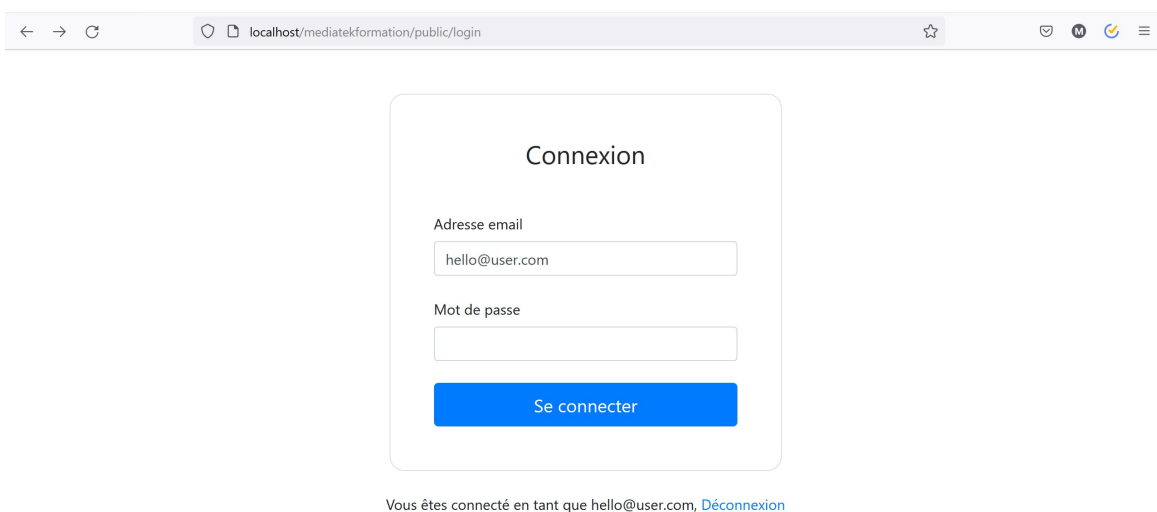 localhost/mediatekformation/public/login
M
Connexion
Adresse email
hello@user.com
Mot de passe
Se connecter
Vous êtes connecté en tant que hello@user.com, Déconnexion